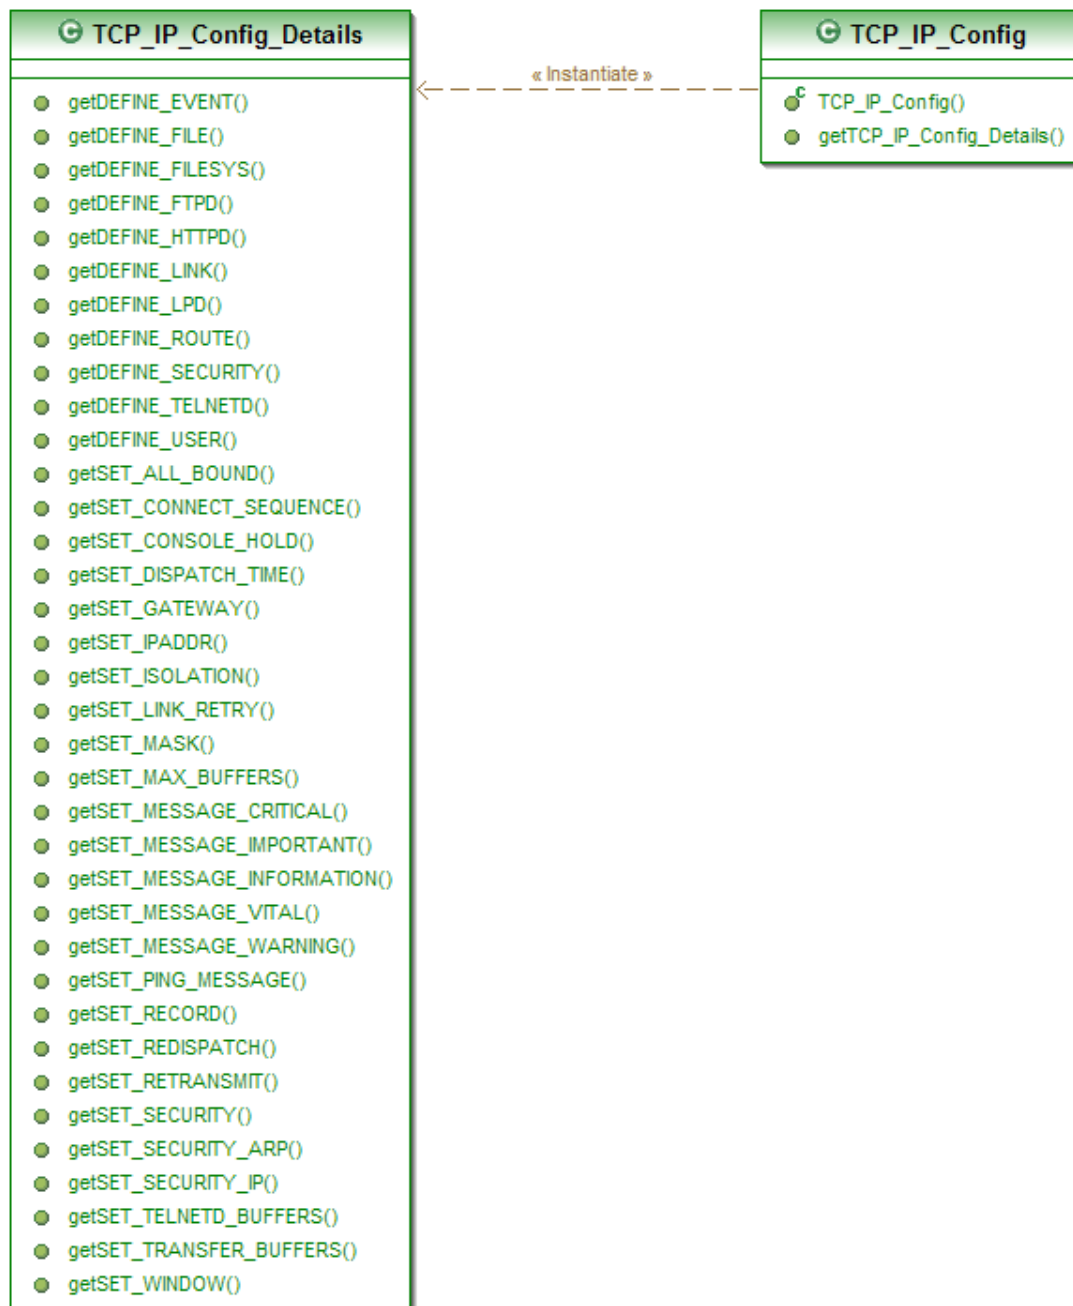 TCP_IP_Config_Details
getDEFINE_EVENT()
getDEFINE_FILE()
getDEFINE_FILESYS()
getDEFINE_FTPD()
getDEFINE_HTTPD()
getDEFINE_LINK()
getDEFINE_LPD()
getDEFINE_ROUTE()
getDEFINE_SECURITY()
getDEFINE_TELNETD()
getDEFINE_USER()
getSET_ALL_BOUND()
getSET_CONNECT_SEQUENCE()
getSET_CONSOLE_HOLD()
getSET_DISPATCH_TIME()
getSET_GATEWAY()
getSET_IPADDR()
getSET_ISOLATION()
getSET_LINK_RETRY()
getSET_MASK()
getSET_MAX_BUFFERS()
getSET_MESSAGE_CRITICAL()
getSET_MESSAGE_IMPORTANT()
getSET_MESSAGE_INFORMATION()
getSET_MESSAGE_VITAL()
getSET_MESSAGE_WARNING()
getSET_PING_MESSAGE()
getSET_RECORD()
getSET_REDISPATCH()
getSET_RETRANSMIT()
getSET_SECURITY()
getSET_SECURITY_ARP()
getSET_SECURITY_IP()
getSET_TELNETD_BUFFERS()
getSET_TRANSFER_BUFFERS()
getSET_WINDOW()
« Instantiate »
TCP_IP_Config
TCP_IP_Config()
getTCP_IP_Config_Details()